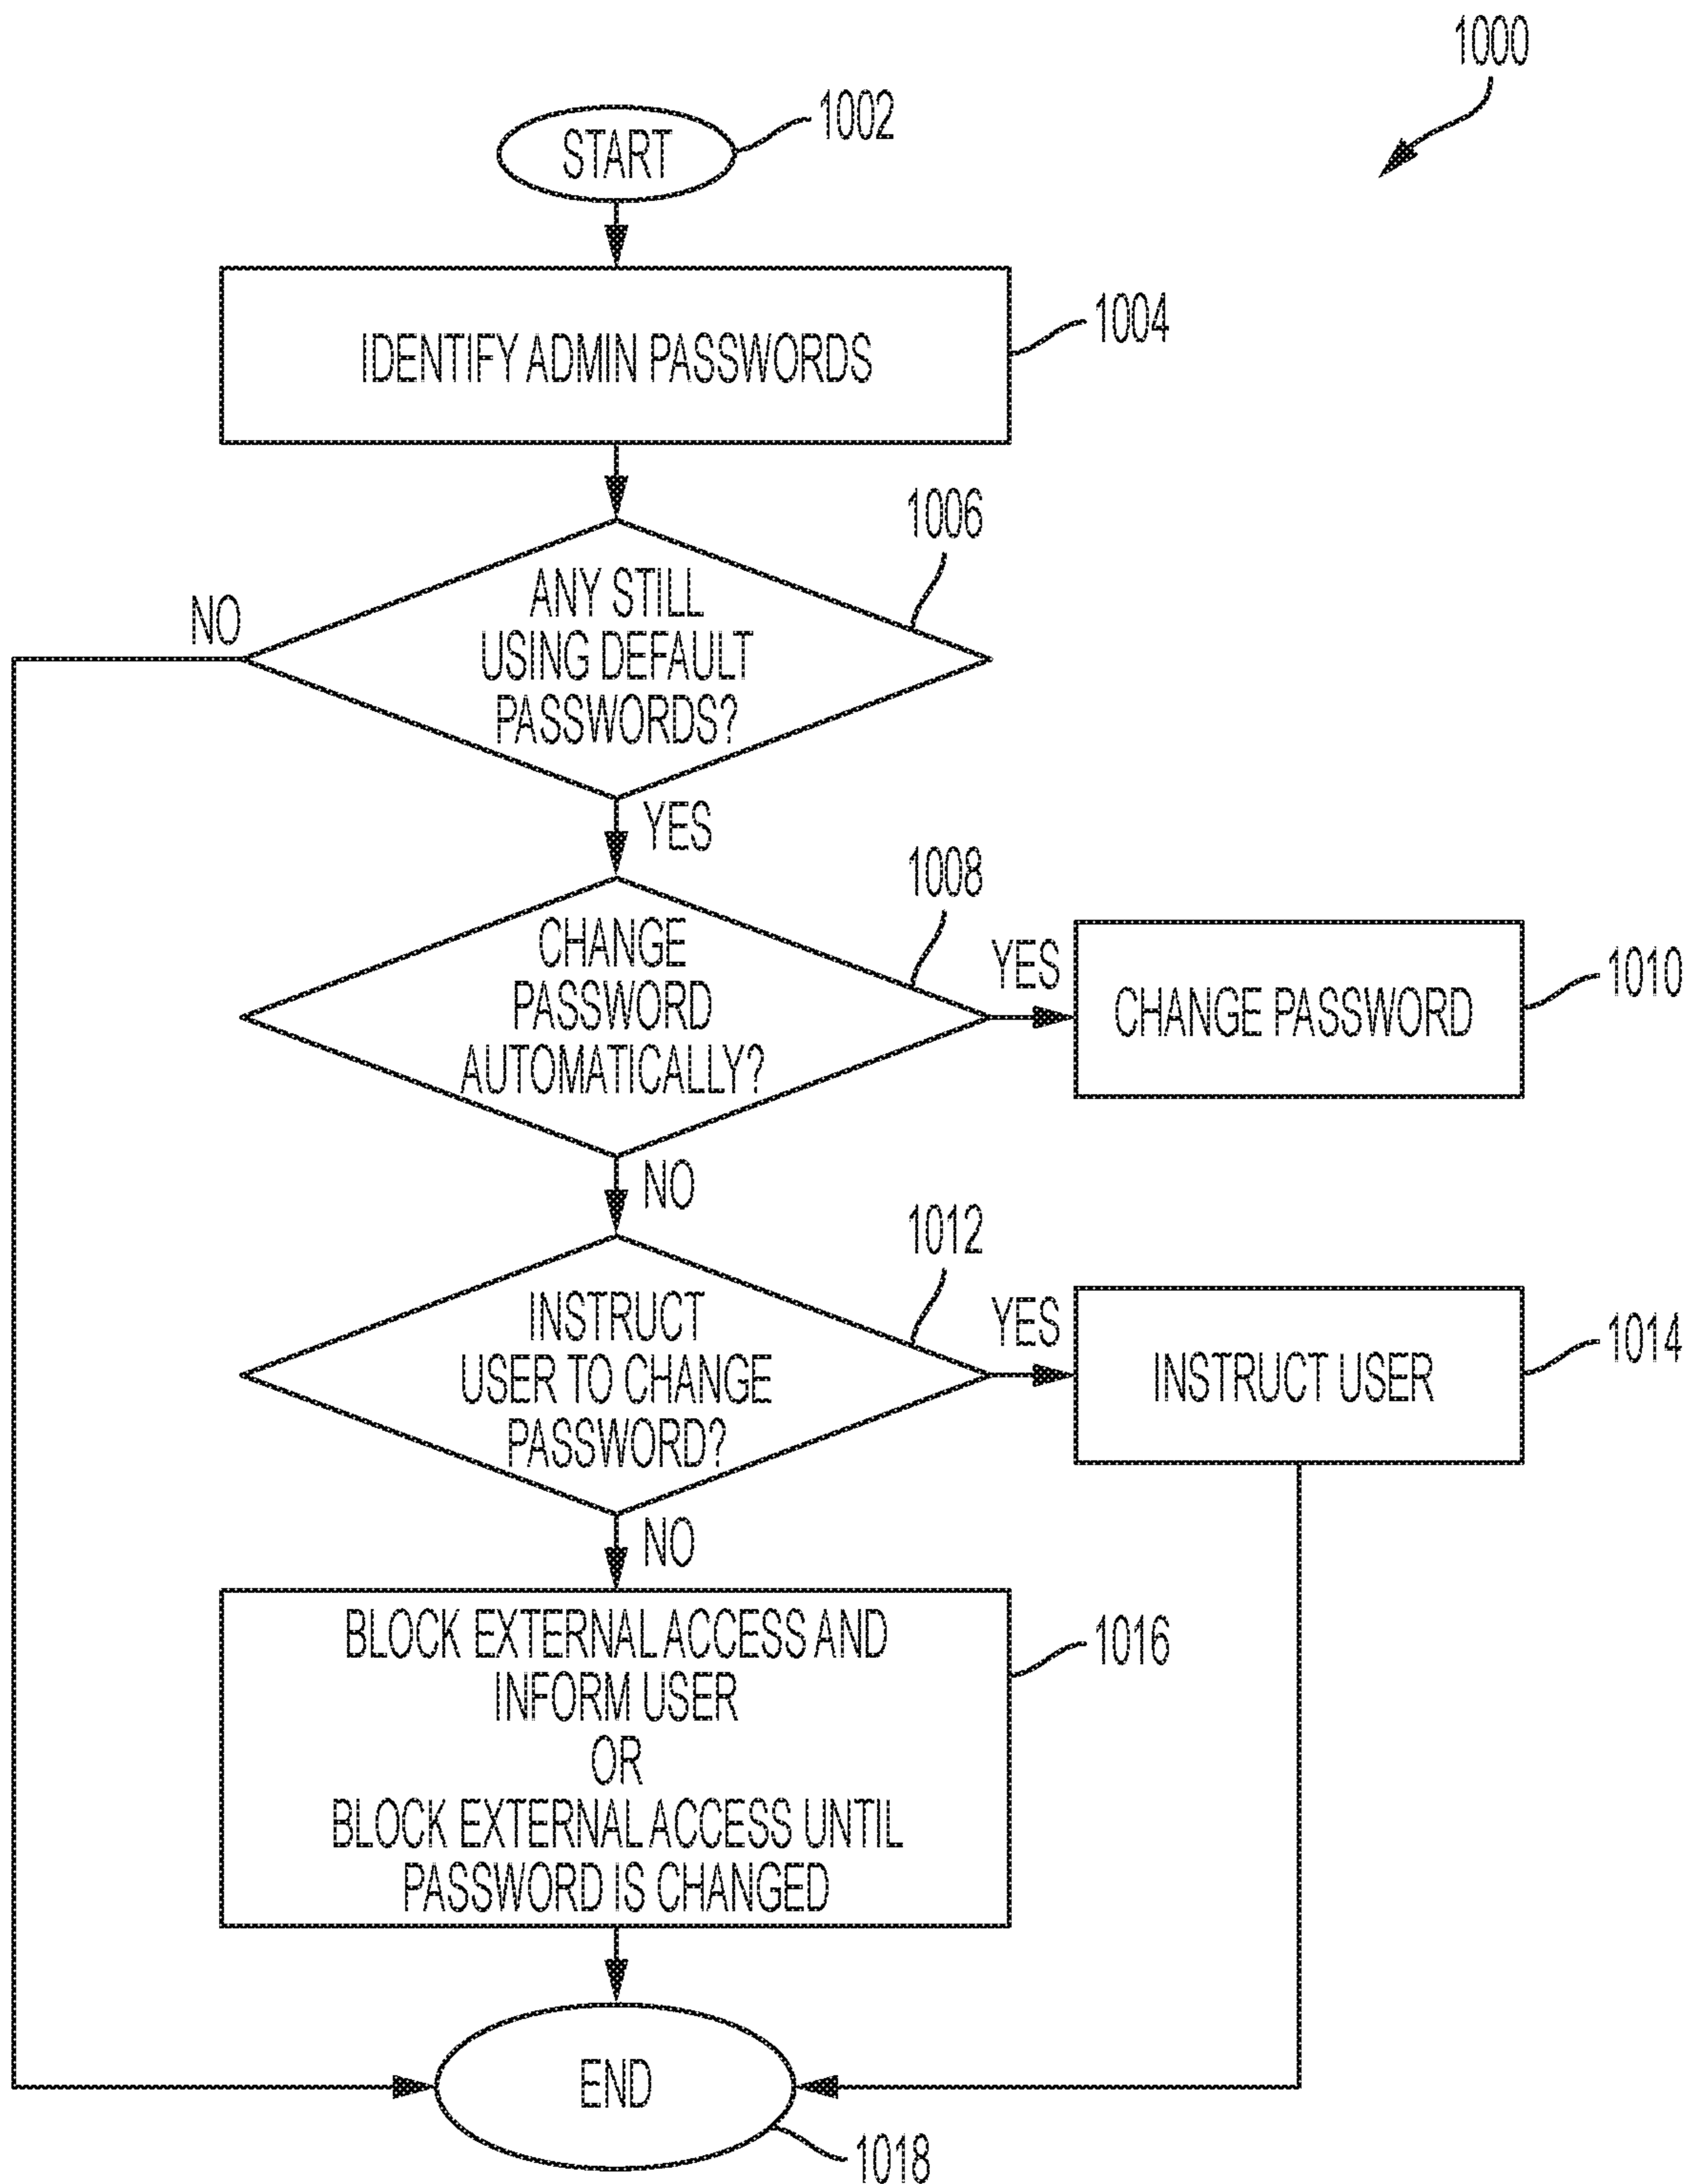 1000
START
1002
IDENTIFY ADMIN PASSWORDS
1004
1006
ANY STILL
USING DEFAULT
PASSWORDS?
NO
YES
1008
CHANGE
PASSWORD
AUTOMATICALLY?
YES
CHANGE PASSWORD
1010
NO
1012
INSTRUCT
USER TO CHANGE
PASSWORD?
YES
INSTRUCT USER
1014
NO
BLOCK EXTERNAL ACCESS AND
INFORM USER
OR
BLOCK EXTERNAL ACCESS UNTIL
PASSWORD IS CHANGED
1016
END
1018